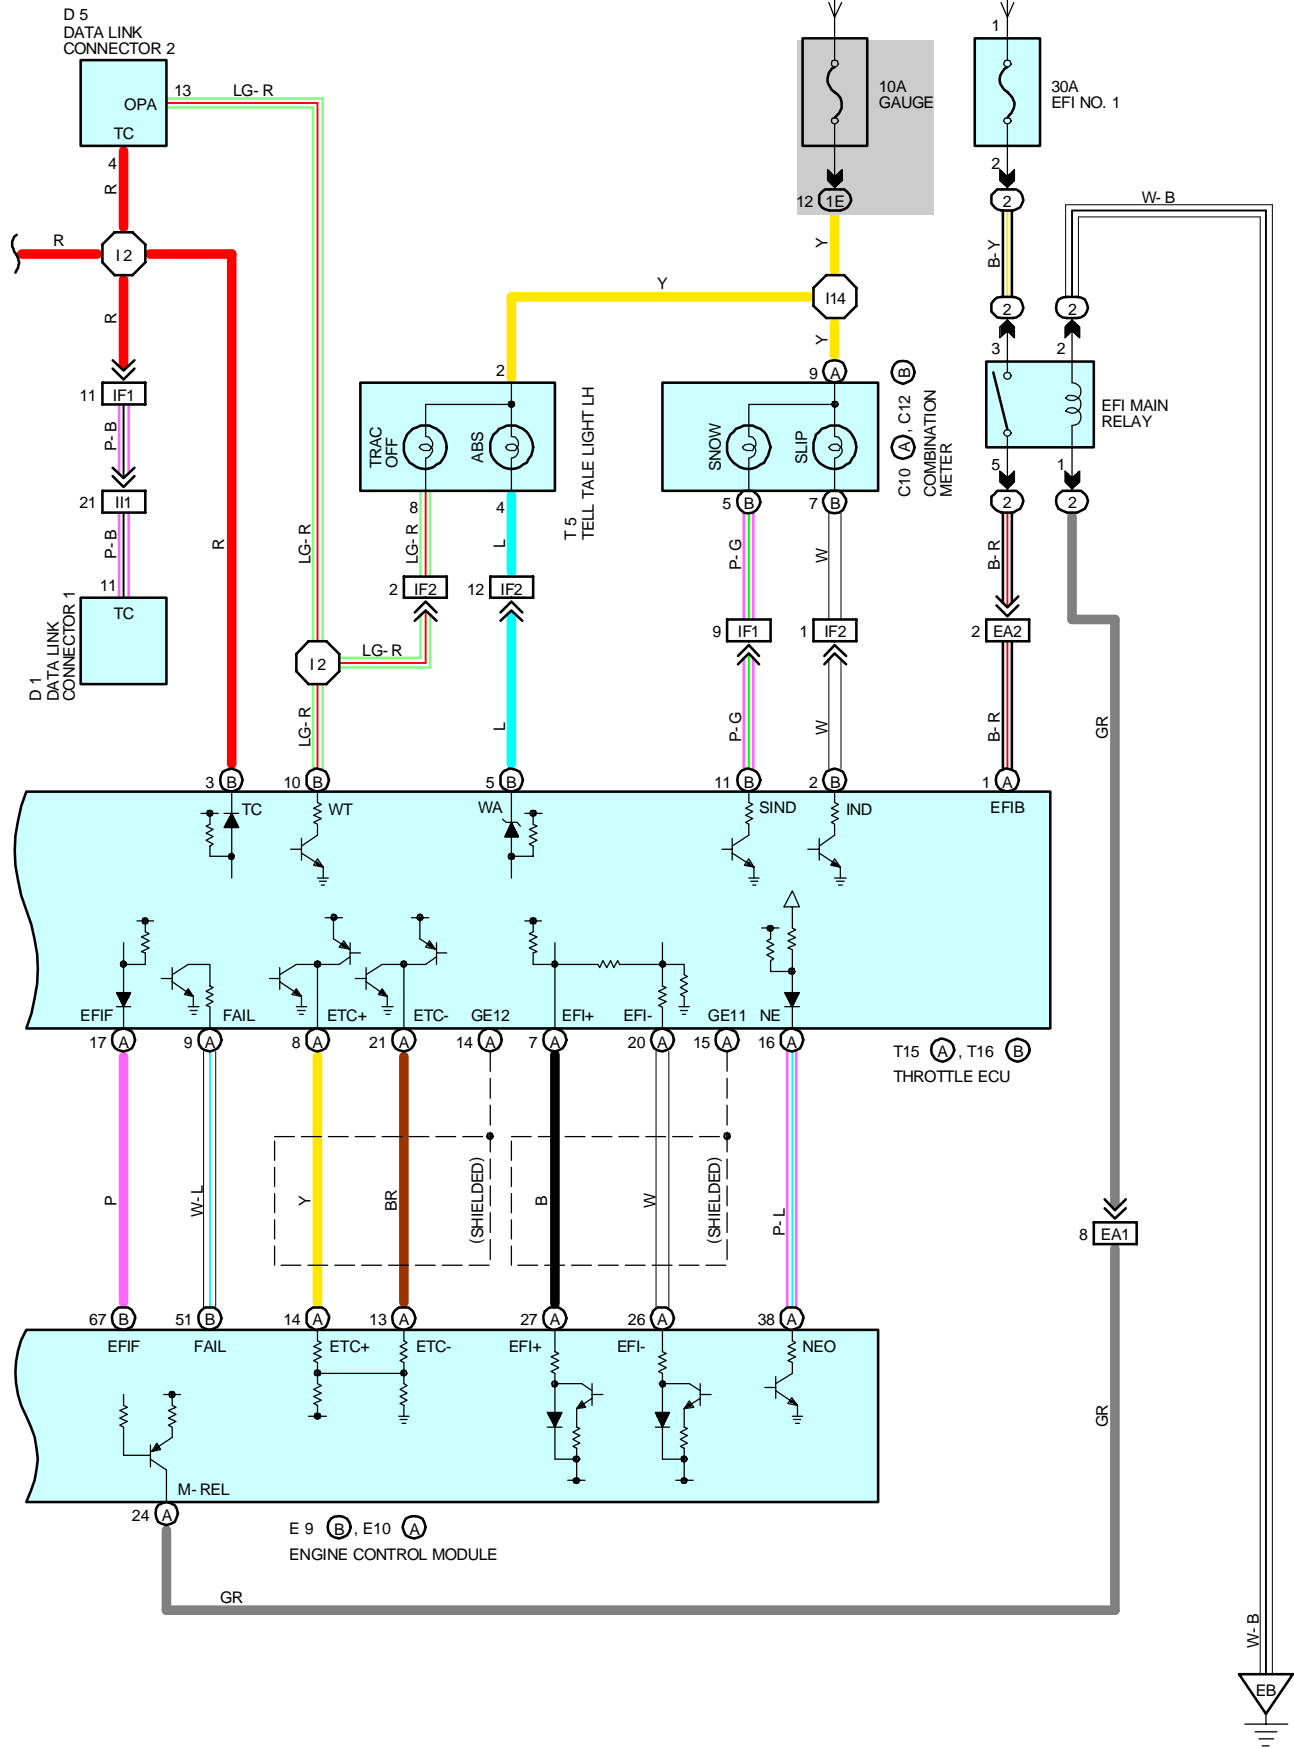 D 5
DATA LINK
CONNECTOR 2
13
LG- R
OPA
TC
4
R
R
I 2
R
11
IF1
P- B
21
II1
P- B
11
TC
D 1
DATA LINK
CONNECTOR 1
R
LG- R
I 2
LG- R
LG- R
10A
GAUGE
12
1E
Y
I14
Y
Y
1
30A
EFI NO. 1
2
2
B- Y
2
3
W- B
2
2
EFI MAIN
RELAY
5
1
2
2
2
TRAC
OFF
ABS
8
4
T 5
TELL TALE LIGHT LH
LG- R
L
2
IF2
12
IF2
L
9
A
SNOW
SLIP
5
B
7
B
C10
A
, C12
B
COMBINATION
METER
P- G
W
9
IF1
1
IF2
P- G
W
B- R
2
EA2
B- R
GR
3
B
10
B
5
B
11
B
2
B
1
A
TC
WT
WA
SIND
IND
EFIB
EFIF
FAIL
ETC+
ETC-
GE12
EFI+
EFI-
GE11
NE
17
A
9
A
8
A
21
A
14
A
7
A
20
A
15
A
16
A
T15
A
, T16
B
THROTTLE ECU
P
W- L
Y
BR
(SHIELDED)
B
W
(SHIELDED)
P- L
8
EA1
67
B
51
B
14
A
13
A
27
A
26
A
38
A
EFIF
FAIL
ETC+
ETC-
EFI+
EFI-
NEO
M- REL
24
A
E 9
B
, E10
A
ENGINE CONTROL MODULE
GR
GR
W- B
EB